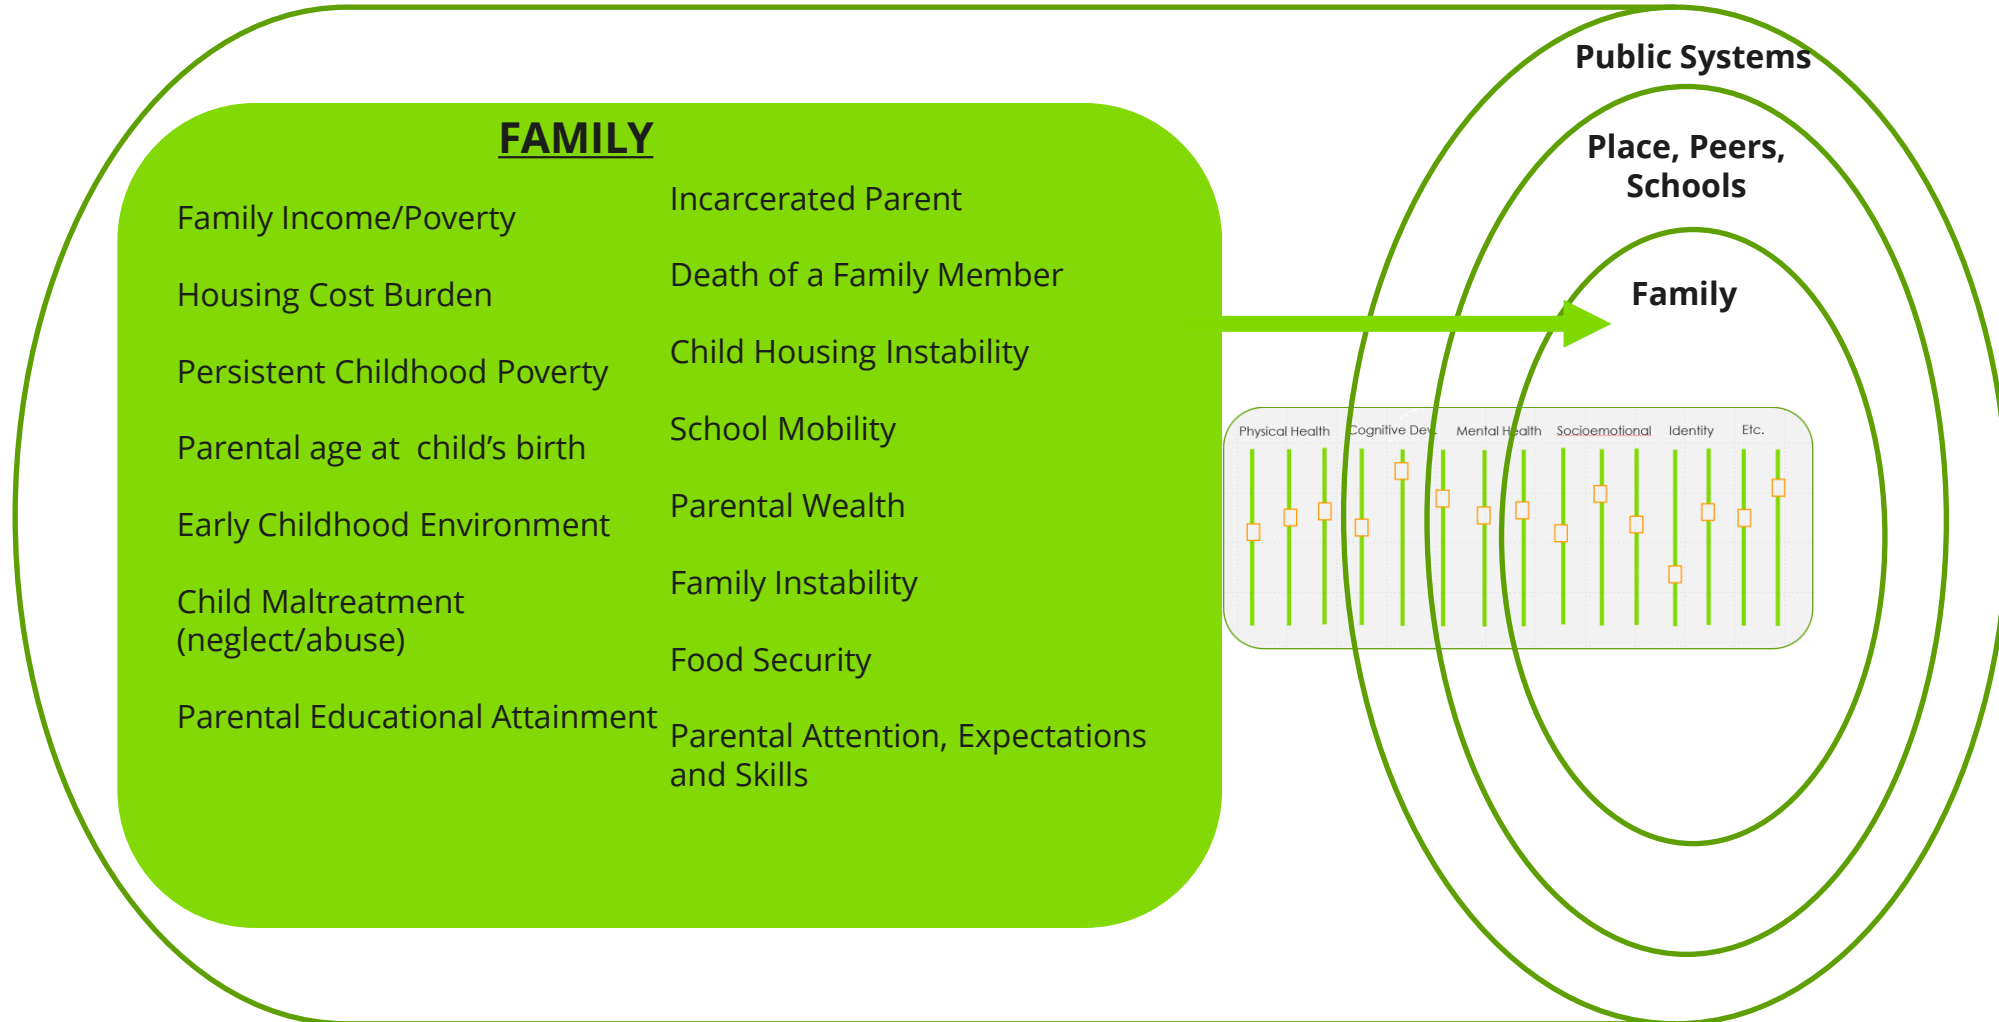 FAMILY
Family Income/Poverty
Housing Cost Burden
Persistent Childhood Poverty
Parental age at  child’s birth
Early Childhood Environment
Child Maltreatment
(neglect/abuse)
Parental Educational Attainment
Incarcerated Parent
Death of a Family Member
Child Housing Instability
School Mobility
Parental Wealth
Family Instability
Food Security
Parental Attention, Expectations
and Skills
Public Systems
Place, Peers,
Schools
Family
Physical Health Cognitive Dev. Mental Health Socioemotional Identity Etc.